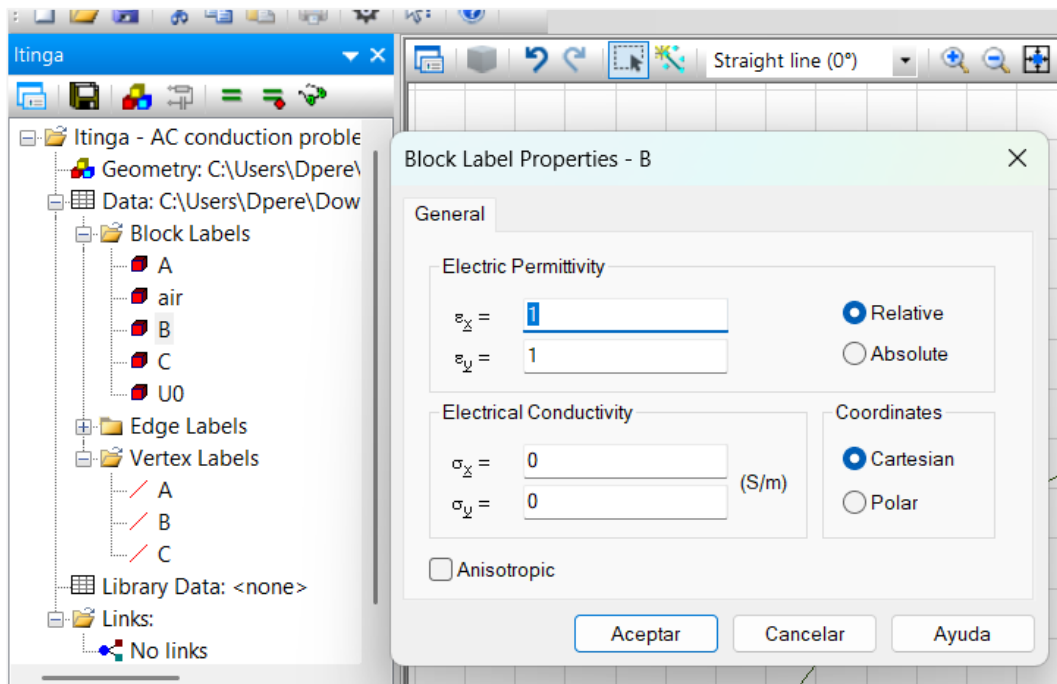 Itinga
Straight line (0°)
Itinga - AC conduction proble
Geometry: C:\Users\Dpere\
Data: C:\Users\Dpere\Dow
Block Labels
A
air
B
C
U0
Edge Labels
Vertex Labels
A
B
C
Library Data: <none>
Links:
No links
Block Label Properties - B
General
Electric Permittivity
εx = 1
Relative
εy = 1
Absolute
Electrical Conductivity
Coordinates
σx = 0
Cartesian
(S/m)
σy = 0
Polar
Anisotropic
Aceptar Cancelar Ayuda